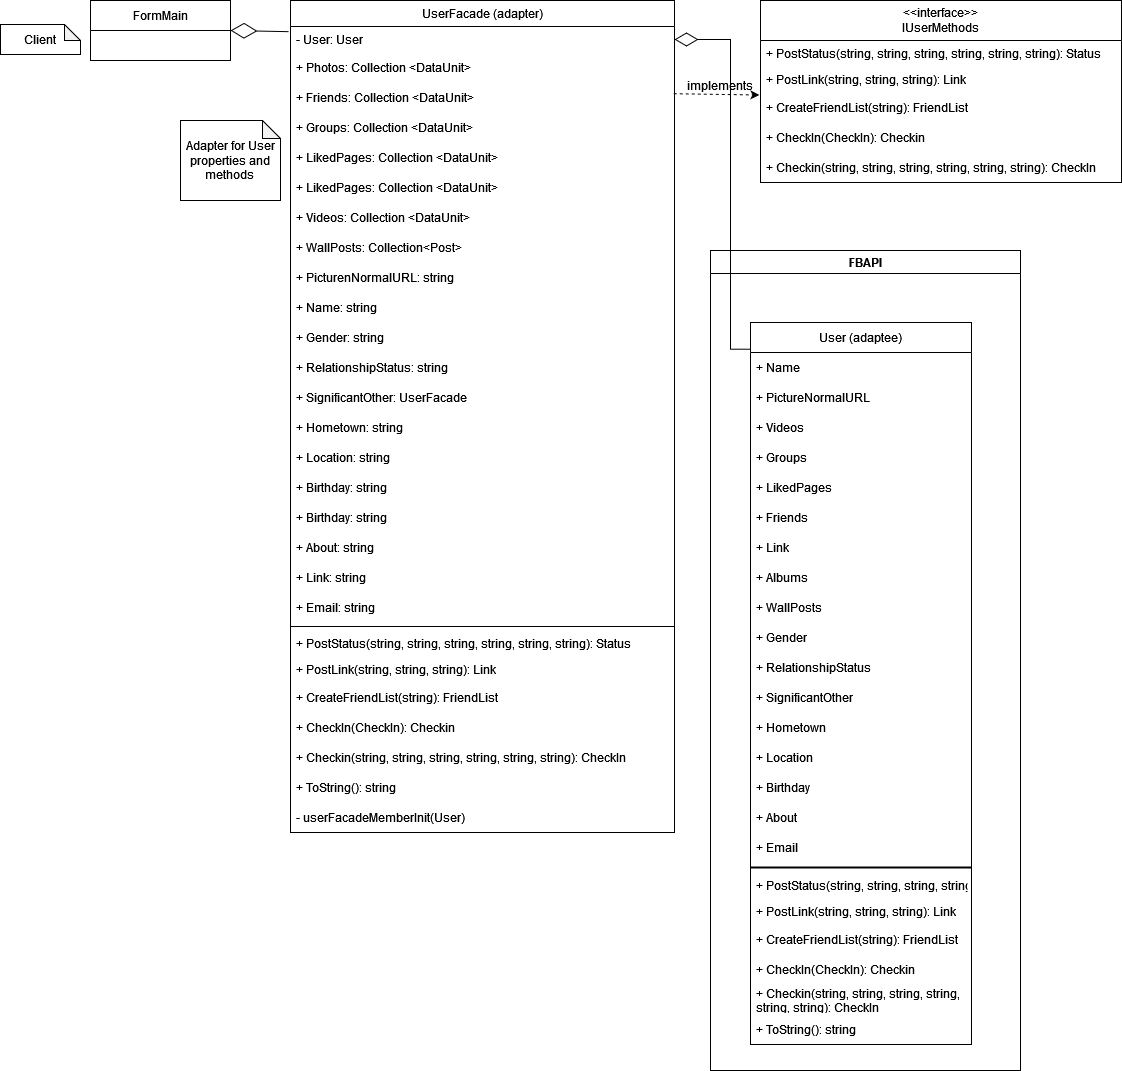 Client
FormMain
Adapter for User
properties and
methods
UserFacade (adapter)
- User: User
+ Photos: Collection <DataUnit>
+ Friends: Collection <DataUnit>
+ Groups: Collection <DataUnit>
+ LikedPages: Collection <DataUnit>
+ LikedPages: Collection <DataUnit>
+ Videos: Collection <DataUnit>
+ WallPosts: Collection<Post>
+ PicturenNormalURL: string
+ Name: string
+ Gender: string
+ RelationshipStatus: string
+ SignificantOther: UserFacade
+ Hometown: string
+ Location: string
+ Birthday: string
+ Birthday: string
+ About: string
+ Link: string
+ Email: string
+ PostStatus(string, string, string, string, string, string): Status
+ PostLink(string, string, string): Link
+ CreateFriendList(string): FriendList
+ CheckIn(CheckIn): Checkin
+ Checkin(string, string, string, string, string, string): CheckIn
+ ToString(): string
- userFacadeMemberInit(User)
implements
<<interface>>
IUserMethods
+ PostStatus(string, string, string, string, string, string): Status
+ PostLink(string, string, string): Link
+ CreateFriendList(string): FriendList
+ CheckIn(CheckIn): Checkin
+ Checkin(string, string, string, string, string, string): CheckIn
FBAPI
User (adaptee)
+ Name
+ PictureNormalURL
+ Videos
+ Groups
+ LikedPages
+ Friends
+ Link
+ Albums
+ WallPosts
+ Gender
+ RelationshipStatus
+ SignificantOther
+ Hometown
+ Location
+ Birthday
+ About
+ Email
+ PostStatus(string, string, string, string
+ PostLink(string, string, string): Link
+ CreateFriendList(string): FriendList
+ CheckIn(CheckIn): Checkin
+ Checkin(string, string, string, string,
string, string): CheckIn
+ ToString(): string